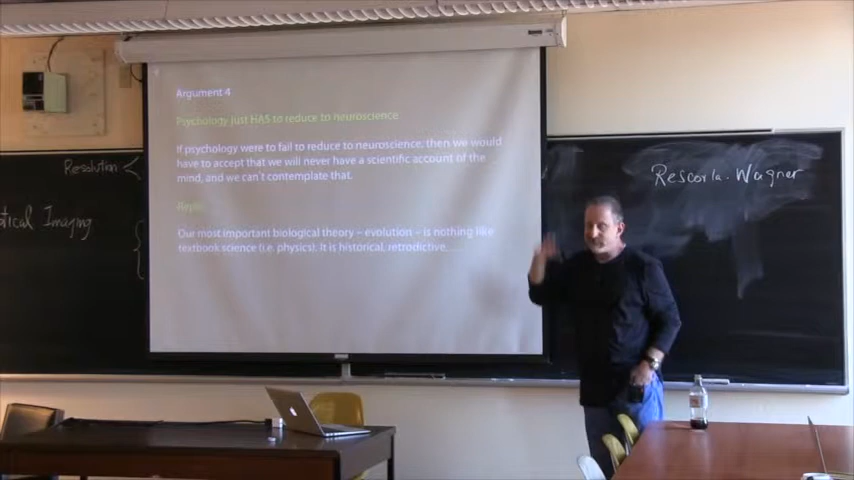 Argument 4
Psychology just HAS to reduce to neuroscience
If psychology were to fail to reduce to neuroscience, then we would
have to accept that we will never have a scientific account of the
mind, and we can't contemplate that.
Reply
Our most important biological theory – evolution – is nothing like
textbook science (i.e. physics). It is historical, retrodictive.....
Resolution
Imaging
Rescorla-Wagner